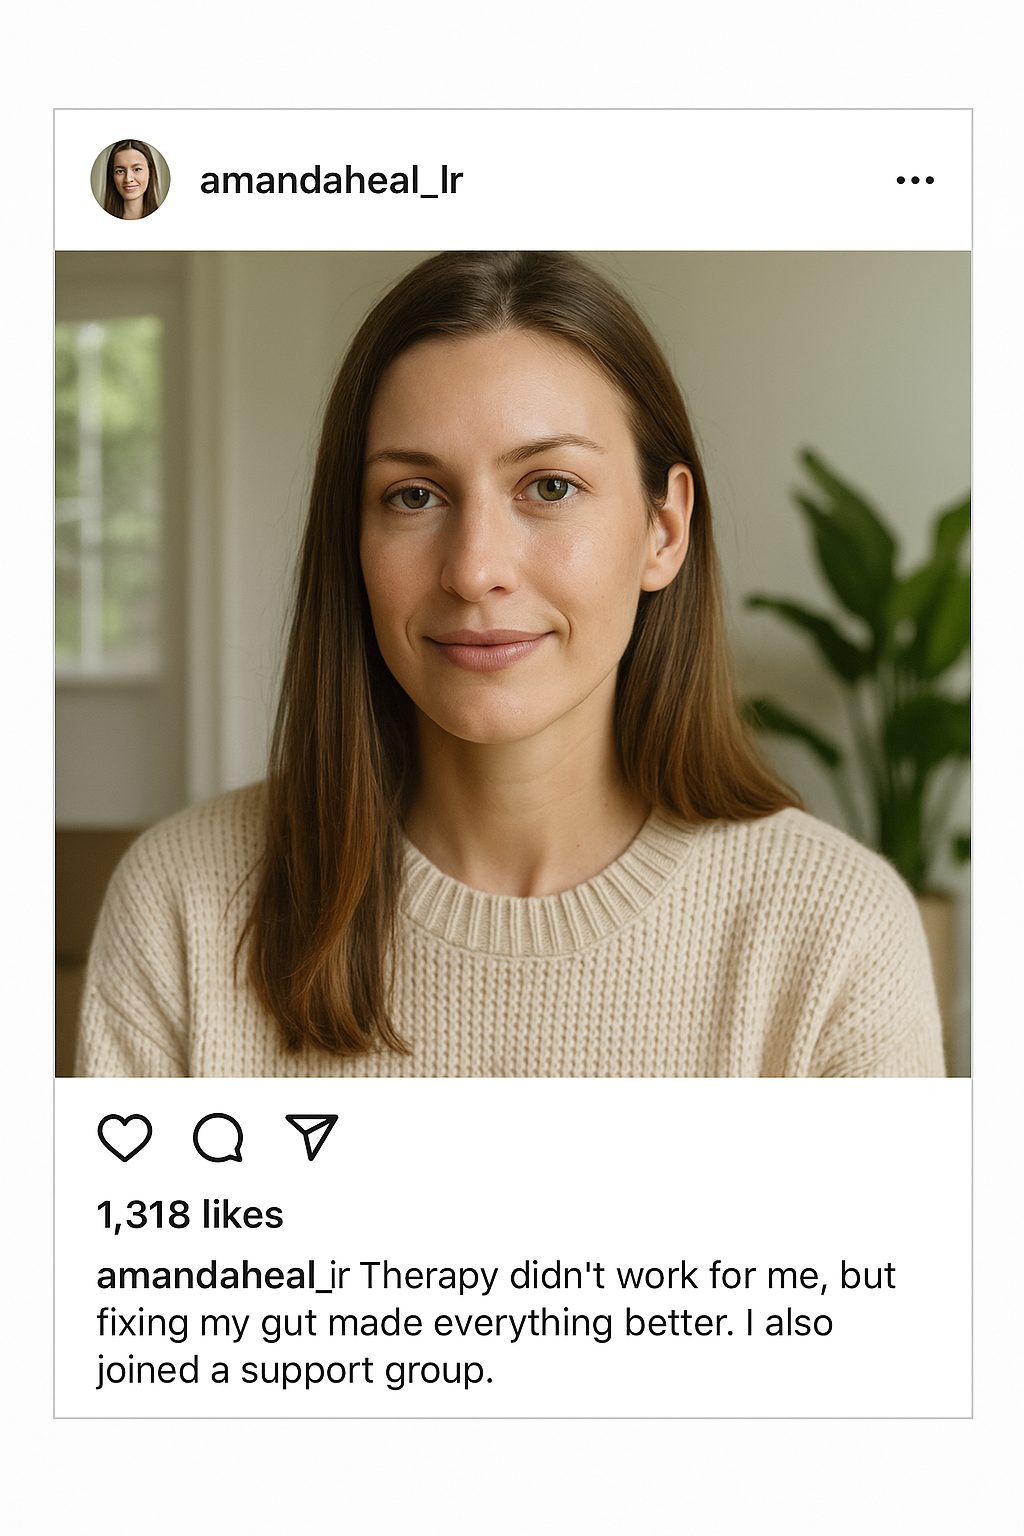 amandaheal_lr
1,318 likes
amandaheal_ir Therapy didn't work for me, but
fixing my gut made everything better. I also
joined a support group.